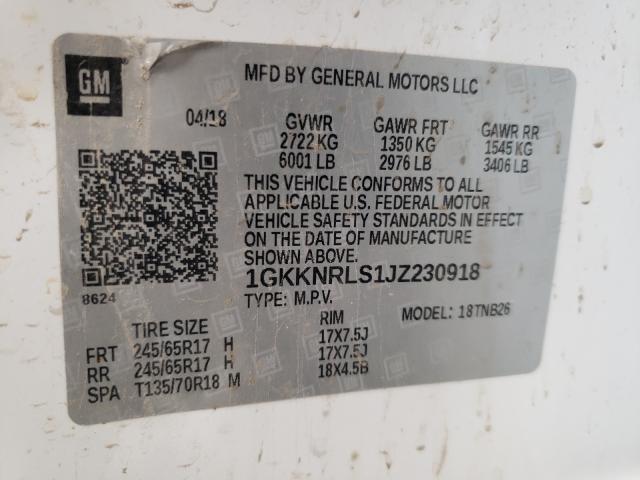 GM
MFD BY GENERAL MOTORS LLC
04/18 GVWR GAWR FRT GAWR RR
2722 KG 1350 KG 1545 KG
6001 LB 2976 LB 3406 LB
THIS VEHICLE CONFORMS TO ALL
APPLICABLE U.S. FEDERAL MOTOR
VEHICLE SAFETY STANDARDS IN EFFECT
ON THE DATE OF MANUFACTURE
SHOWN ABOVE.
8624
1GKKNRLS1JZ230918
TYPE: M.P.V. MODEL: 18TNB26
TIRE SIZE RIM
FRT 245/65R17 H 17X7.5J
RR 245/65R17 H 17X7.5J
SPA T135/70R18 M 18X4.5B